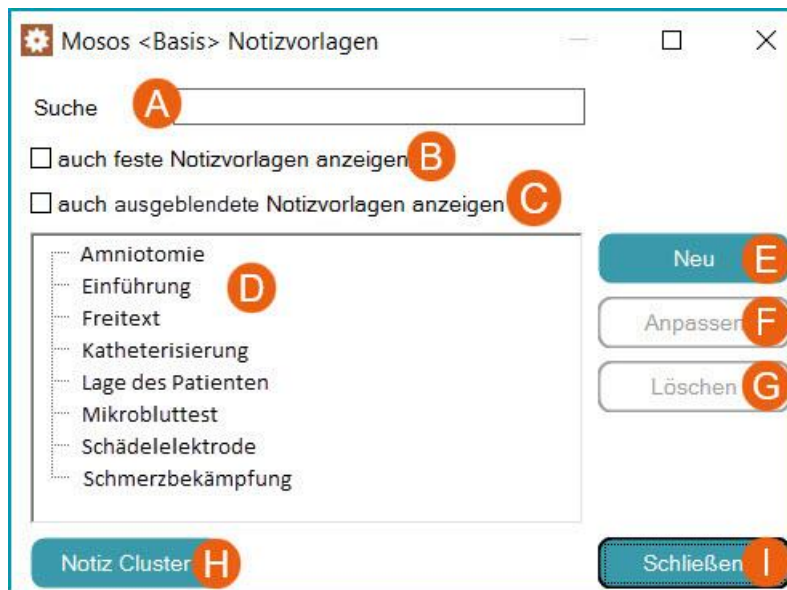 Mosos <Basis> Notizvorlagen
Suche A
auch feste Notizvorlagen anzeigen B
auch ausgeblendete Notizvorlagen anzeigen C
Amniotomie
Einführung D
Freitext
Katheterisierung
Lage des Patienten
Mikrobluttest
Schädelelektrode
Schmerzbekämpfung
Neu E
Anpassen F
Löschen G
Notiz Cluster H
Schließen I